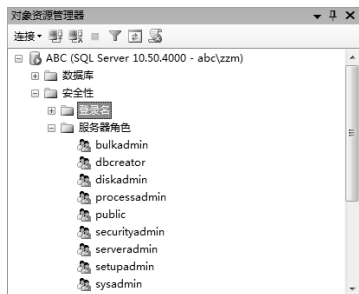 对象资源管理器
连接
ABC (SQL Server 10.50.4000 - abc\zzm)
数据库
安全性
登录名
服务器角色
bulkadmin
dbcreator
diskadmin
processadmin
public
securityadmin
serveradmin
setupadmin
sysadmin